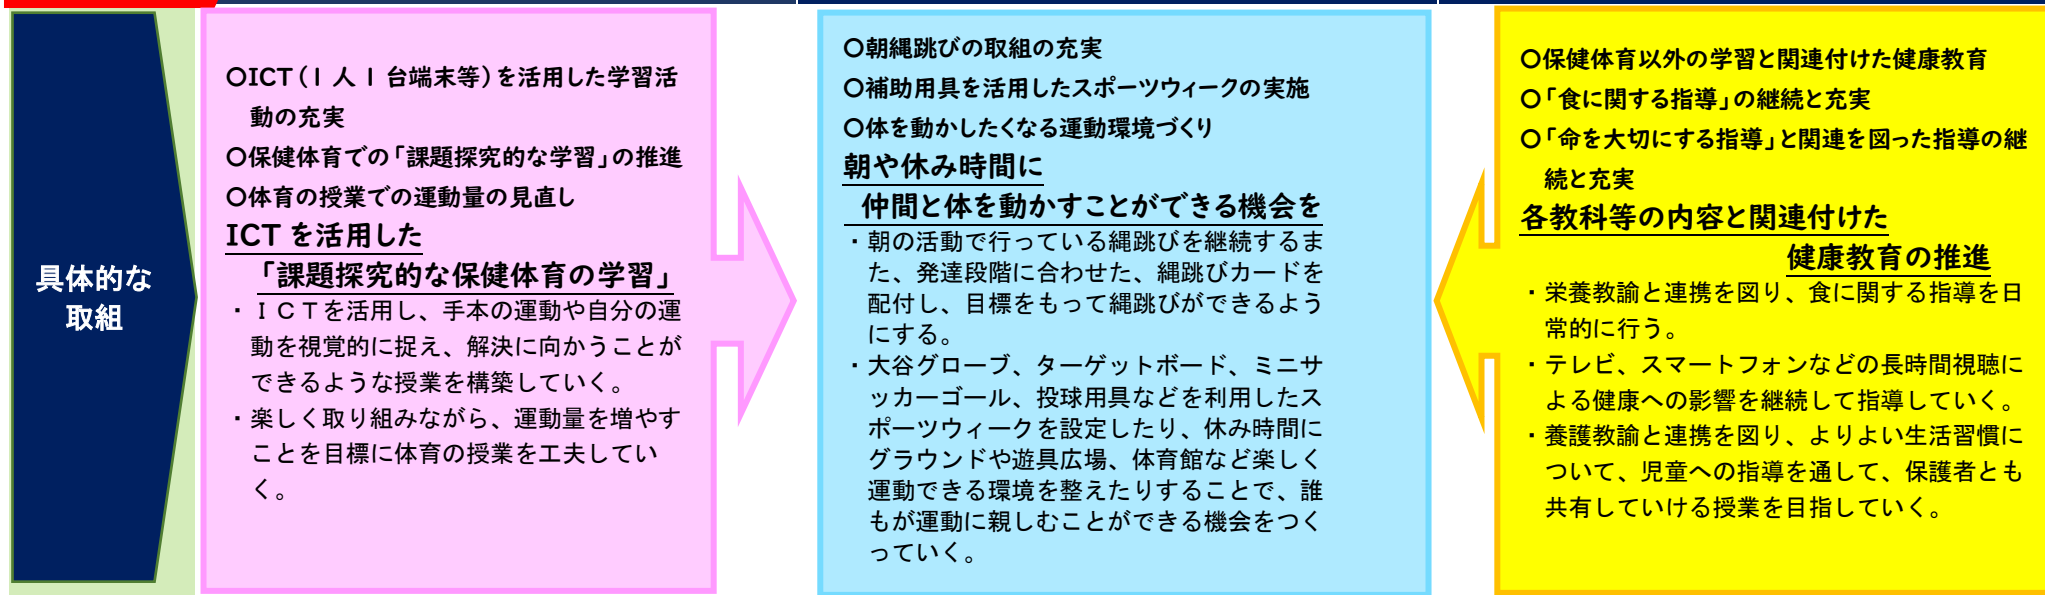 具体的な
取組
〇ICT(1人1台端末等)を活用した学習活
動の充実
〇保健体育での「課題探究的な学習」の推進
〇体育の授業での運動量の見直し
ICTを活用した
「課題探究的な保健体育の学習」
・ＩＣＴを活用し、手本の運動や自分の運
動を視覚的に捉え、解決に向かうことが
できるような授業を構築していく。
・楽しく取り組みながら、運動量を増やす
ことを目標に体育の授業を工夫してい
く。
〇朝縄跳びの取組の充実
〇補助用具を活用したスポーツウィークの実施
〇体を動かしたくなる運動環境づくり
朝や休み時間に
仲間と体を動かすことができる機会を
・朝の活動で行っている縄跳びを継続するま
た、発達段階に合わせた、縄跳びカードを
配付し、目標をもって縄跳びができるよう
にする。
・大谷グローブ、ターゲットボード、ミニサ
ッカーゴール、投球用具などを利用したス
ポーツウィークを設定したり、休み時間に
グラウンドや遊具広場、体育館など楽しく
運動できる環境を整えたりすることで、誰
もが運動に親しむことができる機会をつく
っていく。
〇保健体育以外の学習と関連付けた健康教育
〇「食に関する指導」の継続と充実
〇「命を大切にする指導」と関連を図った指導の継
続と充実
各教科等の内容と関連付けた
健康教育の推進
・栄養教諭と連携を図り、食に関する指導を日
常的に行う。
・テレビ、スマートフォンなどの長時間視聴に
よる健康への影響を継続して指導していく。
・養護教諭と連携を図り、よりよい生活習慣に
ついて、児童への指導を通して、保護者とも
共有していける授業を目指していく。